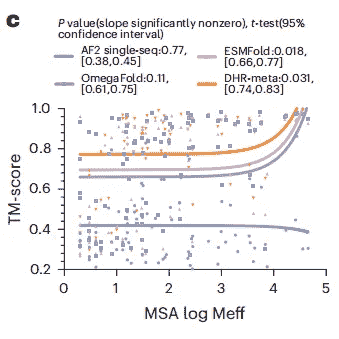 c
P value(slope significantly nonzero), t-test(95%
confidence interval)
AF2 single-seq:0.77,
[0.38,0.45]
ESMFold:0.018,
[0.66,0.77]
OmegaFold:0.11,
[0.61,0.75]
DHR-meta:0.031,
[0.74,0.83]
1.0
0.8
0.6
0.4
0.2
TM-score
0
1
2
3
4
5
MSA log Meff